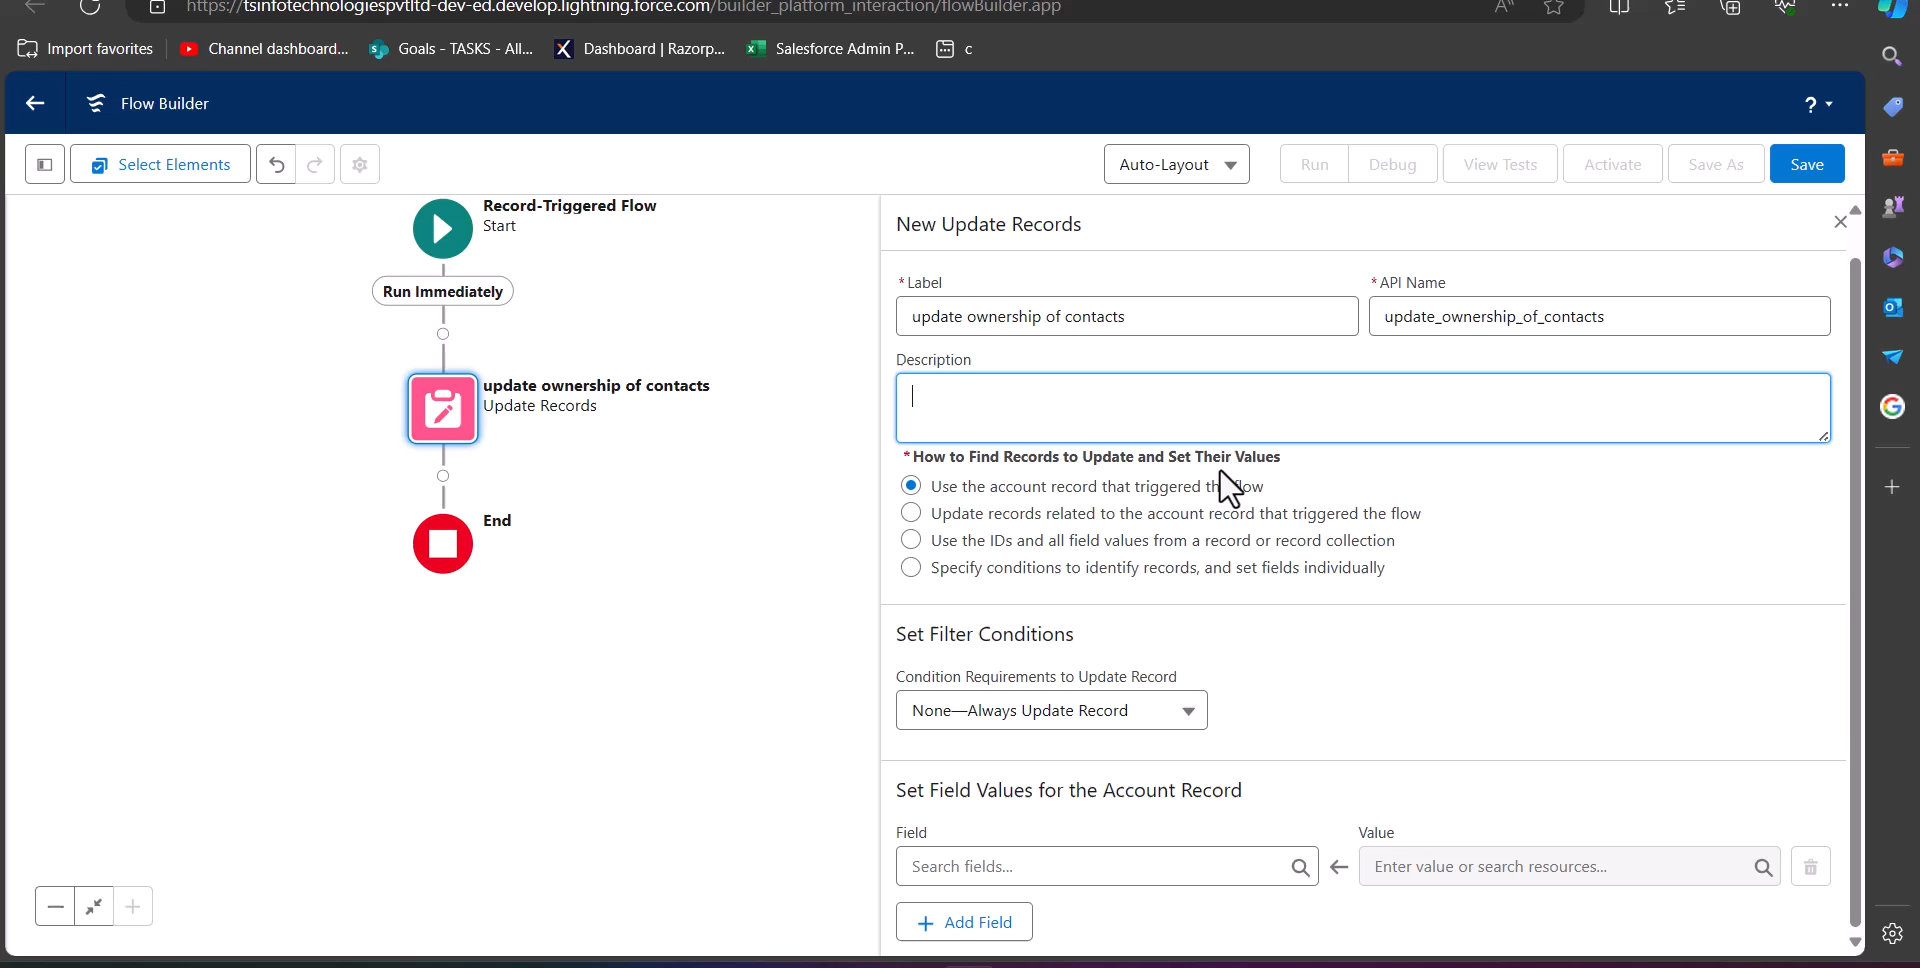 https://tsinfotechnologiespvtltd-dev-ed.develop.lightning.force.com/builder_platform_interaction/flowBuilder.app
Import favorites
Channel dashboard...
Goals - TASKS - All...
Dashboard | Razorp...
Salesforce Admin P...
c
Flow Builder
?
Select Elements
Auto-Layout
Run
Debug
View Tests
Activate
Save As
Save
Record-Triggered Flow
Start
Run Immediately
update ownership of contacts
Update Records
End
New Update Records
* Label
* API Name
update ownership of contacts
update_ownership_of_contacts
Description
* How to Find Records to Update and Set Their Values
Use the account record that triggered the flow
Update records related to the account record that triggered the flow
Use the IDs and all field values from a record or record collection
Specify conditions to identify records, and set fields individually
Set Filter Conditions
Condition Requirements to Update Record
None—Always Update Record
Set Field Values for the Account Record
Field
Value
Search fields...
Enter value or search resources...
Add Field